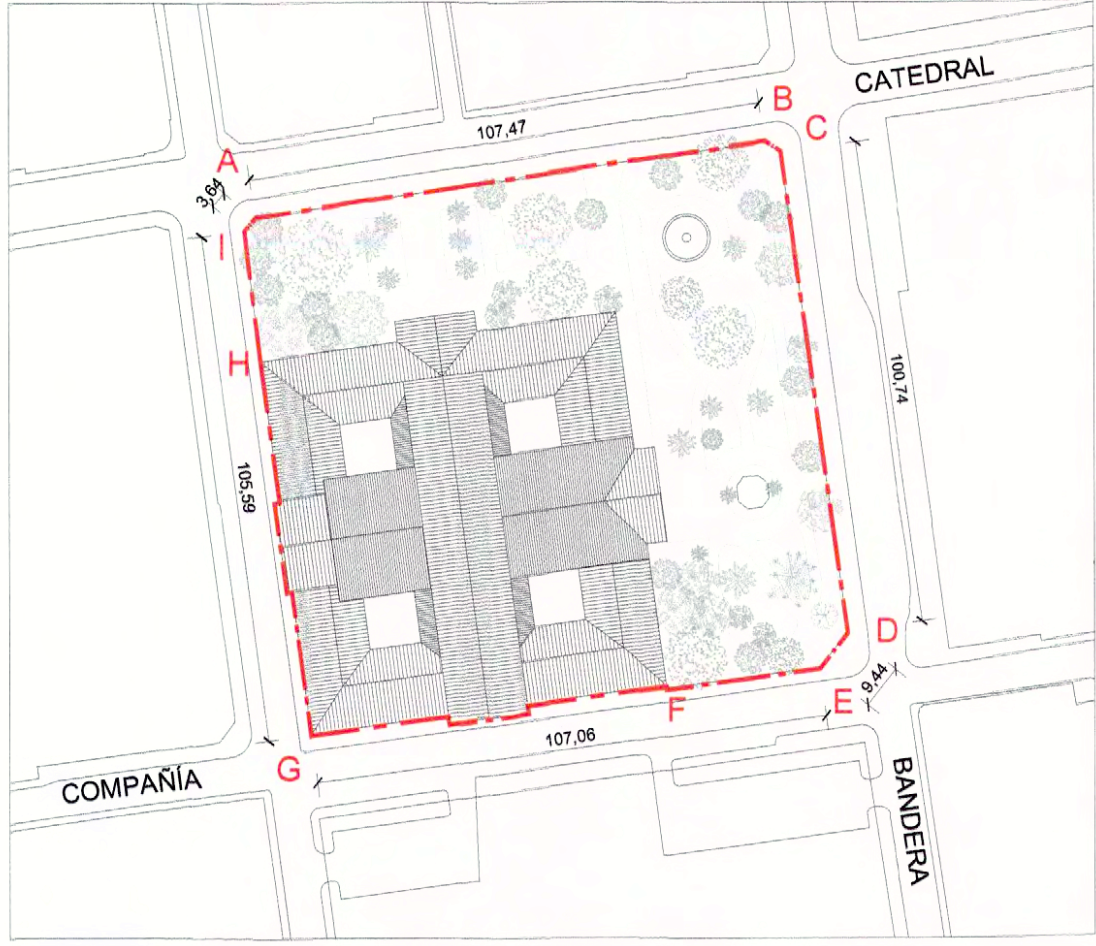 CATEDRAL
B
107,47
C
A
3,64
I
H
100,74
105,59
D
9,44
E
F
107,06
G
COMPAÑÍA
BANDERA